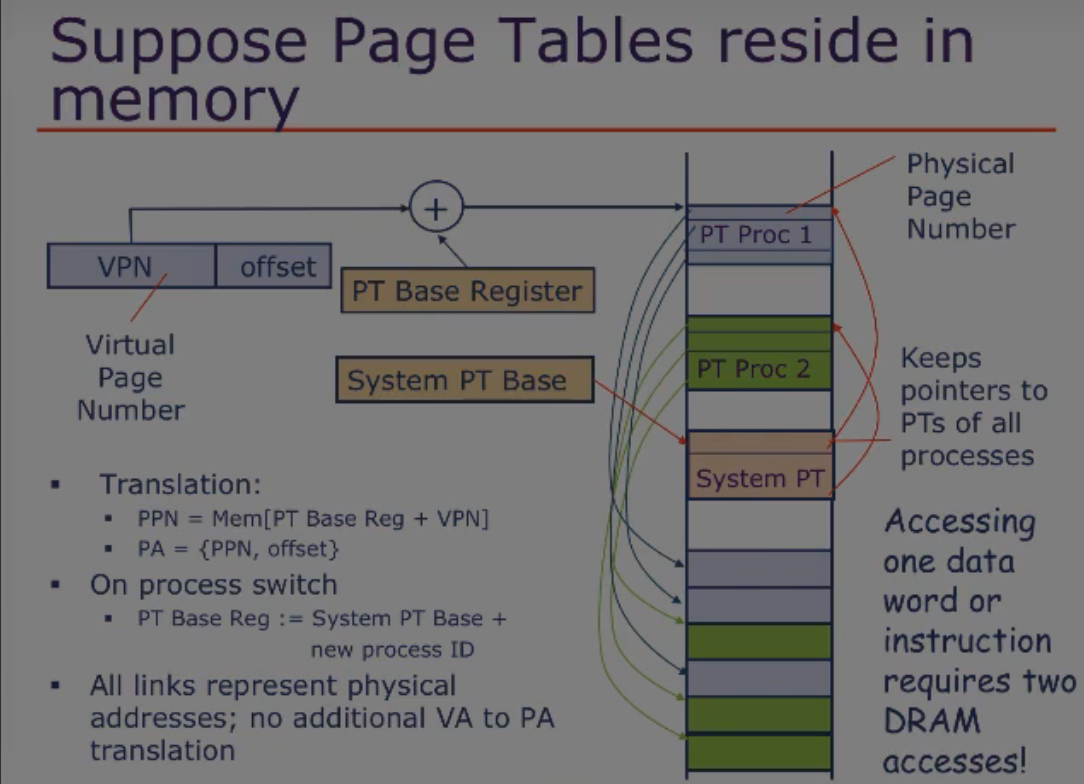 Suppose Page Tables reside in
memory
Physical
Page
Number
+
PT Proc 1
VPN
offset
PT Base Register
Virtual
Page
Number
System PT Base
PT Proc 2
Keeps
pointers to
PTs of all
processes
System PT
▪ Translation:
▪ PPN = Mem[PT Base Reg + VPN]
▪ PA = {PPN, offset}
▪ On process switch
▪ PT Base Reg := System PT Base +
new process ID
▪ All links represent physical
addresses; no additional VA to PA
translation
Accessing
one data
word or
instruction
requires two
DRAM
accesses!